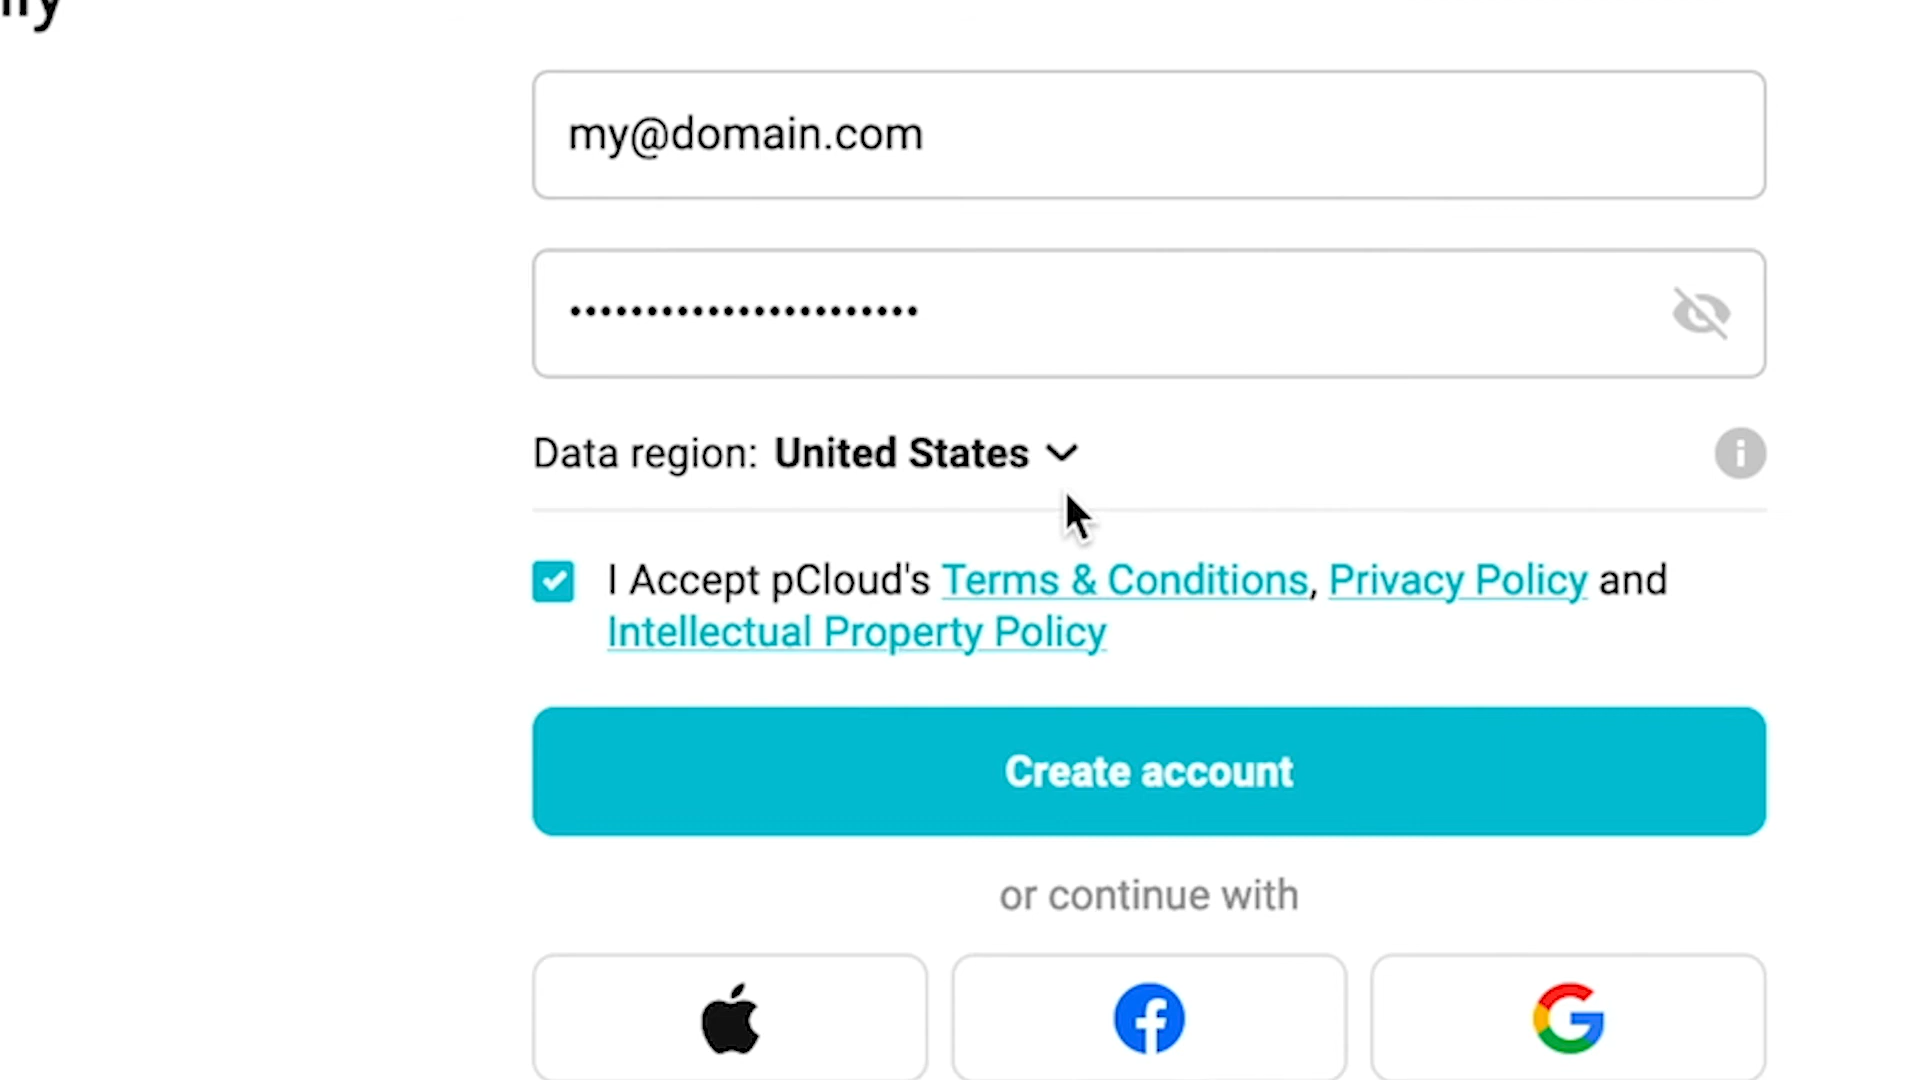 my@domain.com
•••••••••••••••••••••••
Data region: United States
I Accept pCloud's Terms & Conditions, Privacy Policy and
Intellectual Property Policy
Create account
or continue with